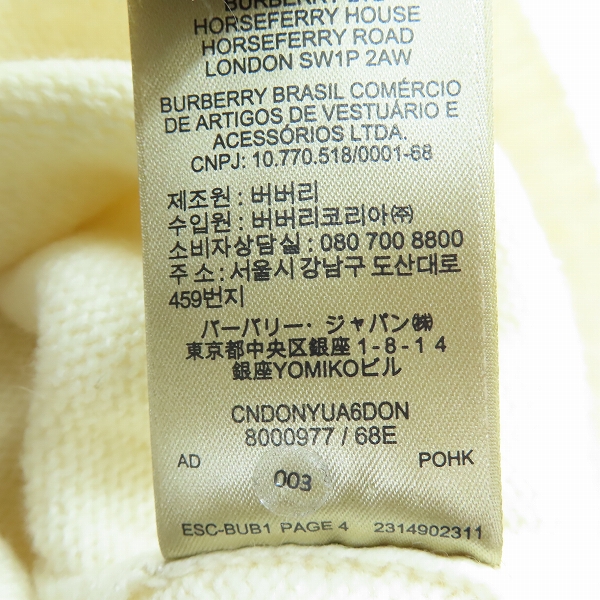 BURBERRY LTD
HORSEFERRY HOUSE
HORSEFERRY ROAD
LONDON SW1P 2AW
BURBERRY BRASIL COMÉRCIO
DE ARTIGOS DE VESTUÁRIO E
ACESSÓRIOS LTDA.
CNPJ: 10.770.518/0001-68
제조원 : 버버리
수입원 : 버버리코리아㈜
소비자상담실 : 080 700 8800
주 소 : 서울시 강남구 도산대로
459번지
バーバリー・ジャパン㈱
東京都中央区銀座 1 - 8 - 1 4
銀座YOMIKOビル
CNDONYUA6DON
8000977 / 68E
AD 003 POHK
ESC-BUB1 PAGE 4 2314902311